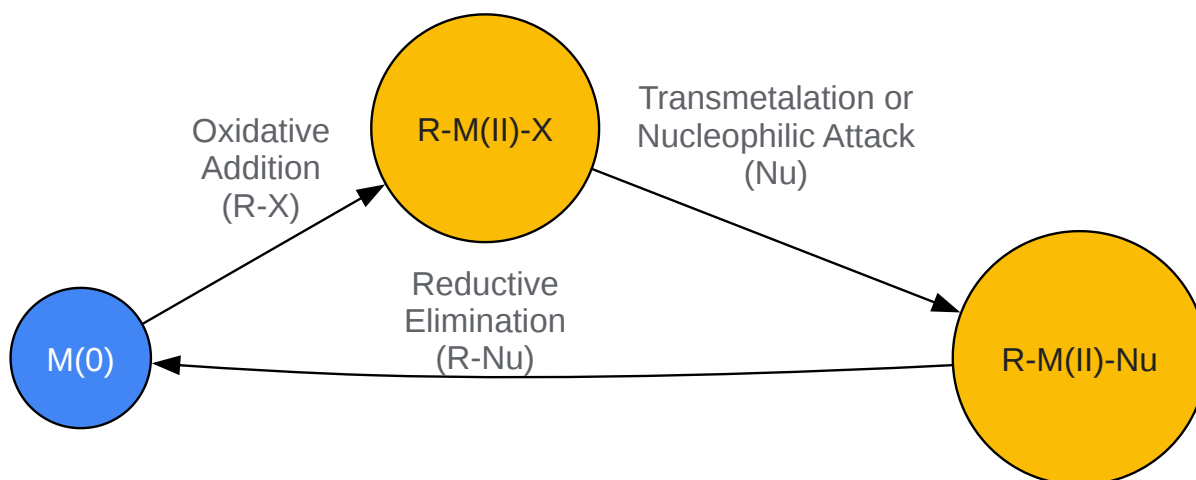 Oxidative
Addition
(R-X)
R-M(II)-X
Transmetalation or
Nucleophilic Attack
(Nu)
Reductive
Elimination
(R-Nu)
M(0)
R-M(II)-Nu